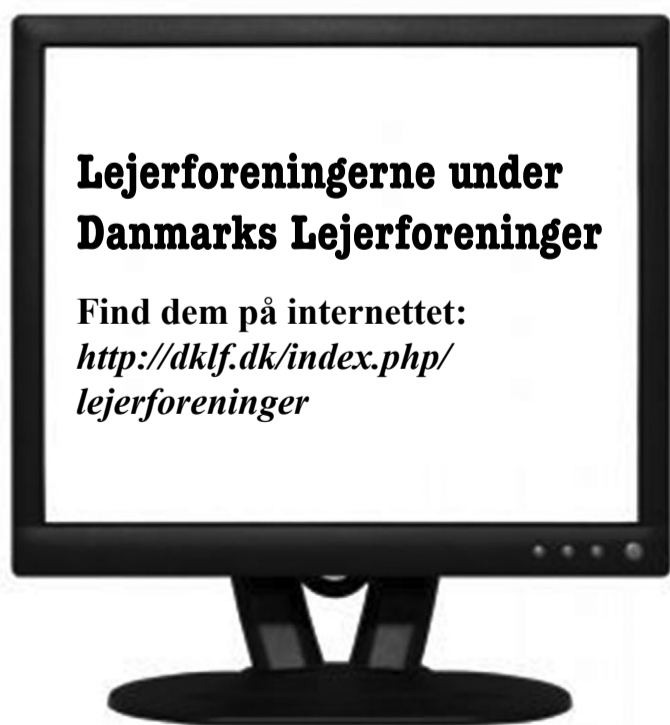 Lejerforeningerne under
Danmarks Lejerforeninger
Find dem på internettet:
http://dklf.dk/index.php/
lejerforeninger